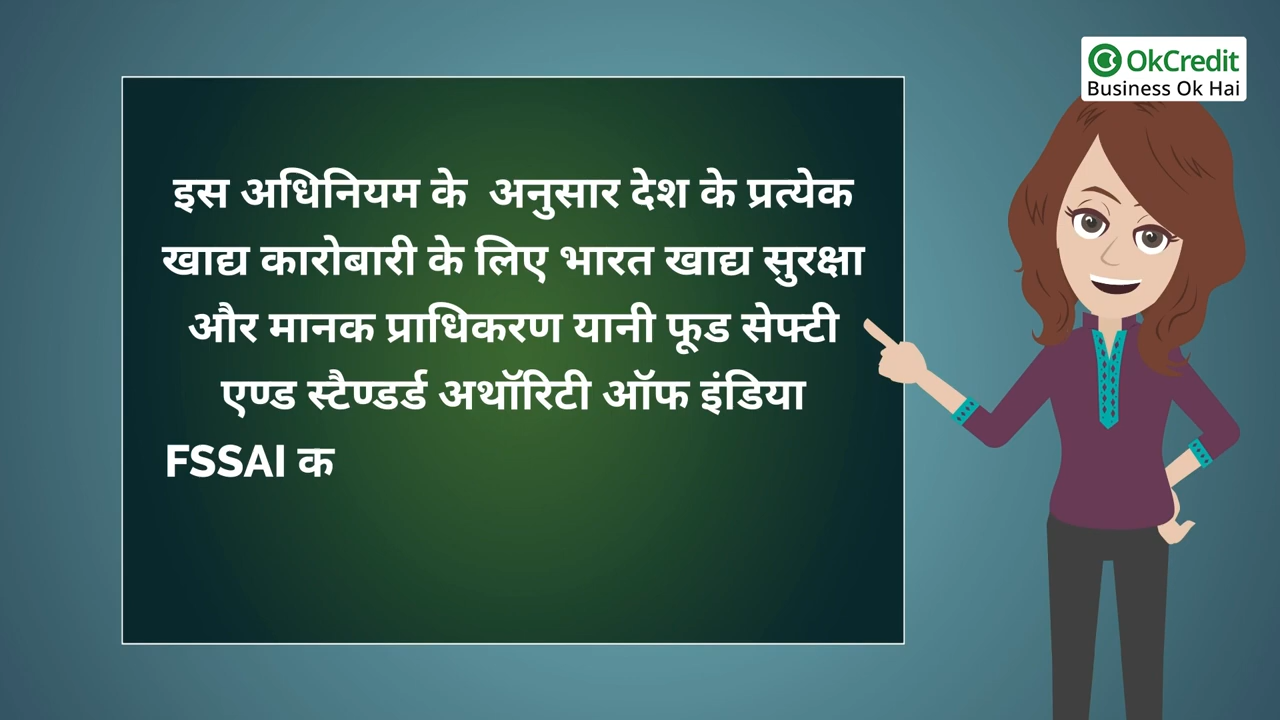 OkCredit
Business Ok Hai
इस अधिनियम के अनुसार देश के प्रत्येक
खाद्य कारोबारी के लिए भारत खाद्य सुरक्षा
और मानक प्राधिकरण यानी फूड सेफ्टी
एण्ड स्टैण्डर्ड अथॉरिटी ऑफ इंडिया
FSSAI क